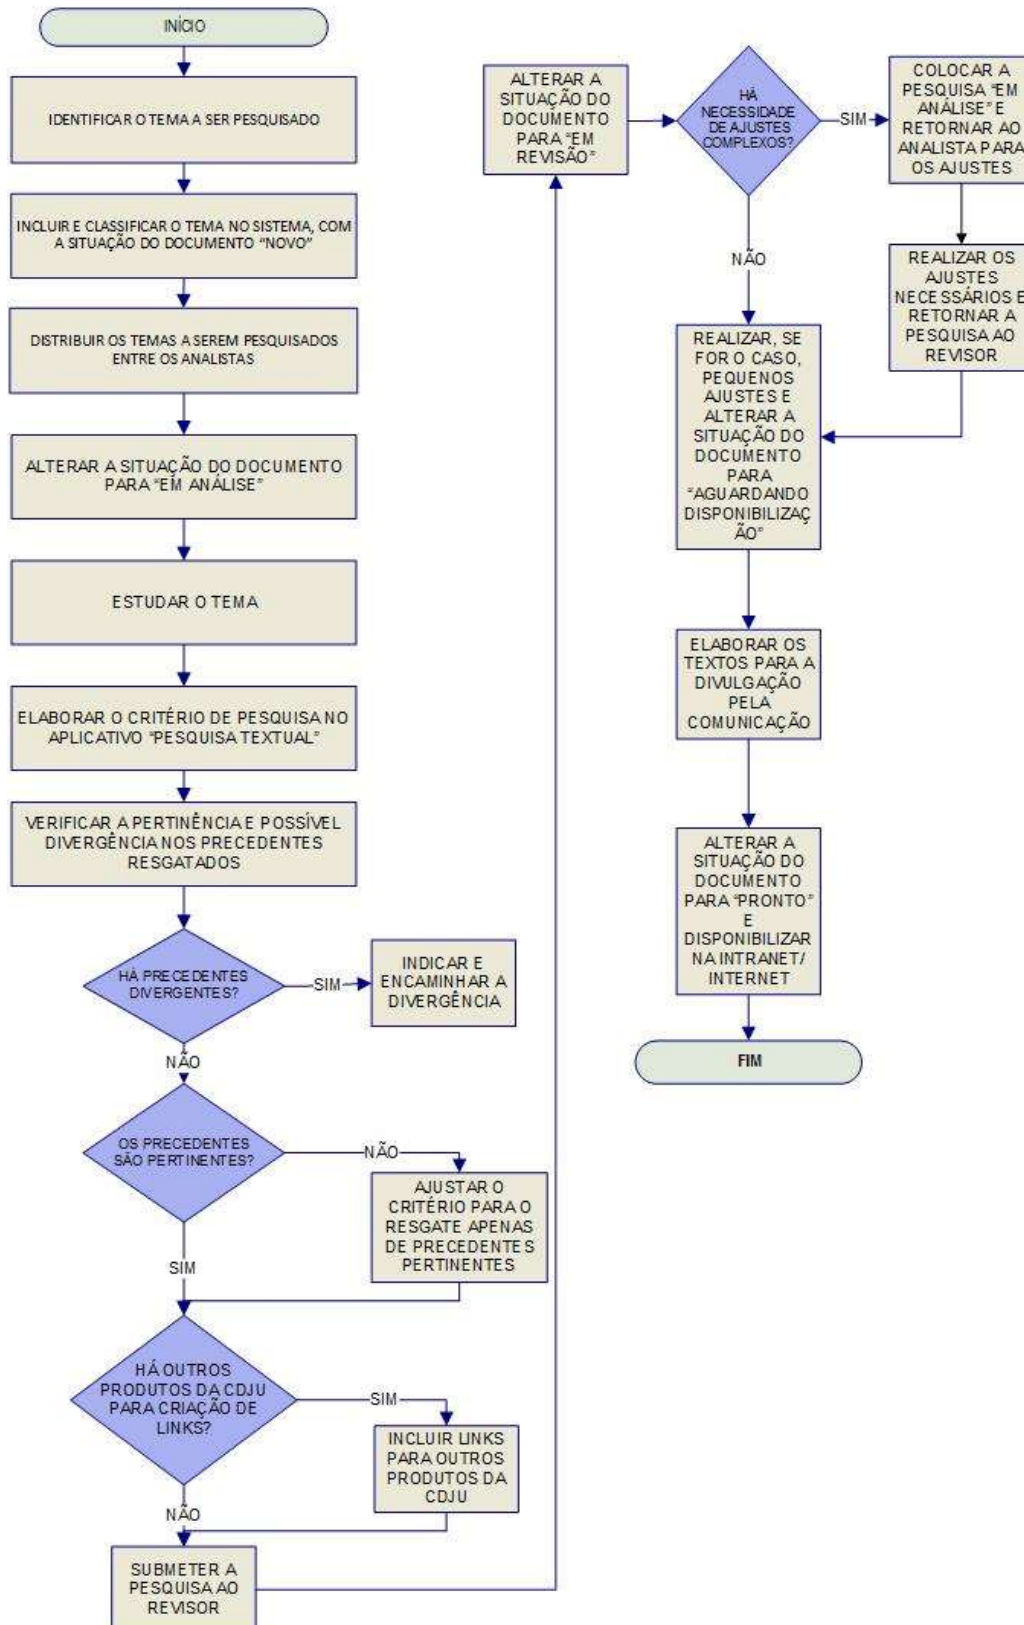 INÍCIO
IDENTIFICAR O TEMA A SER PESQUISADO
INCLUIR E CLASSIFICAR O TEMA NO SISTEMA, COM
A SITUAÇÃO DO DOCUMENTO “NOVO”
DISTRIBUIR OS TEMAS A SEREM PESQUISADOS
ENTRE OS ANALISTAS
ALTERAR A SITUAÇÃO DO DOCUMENTO
PARA “EM ANÁLISE”
ESTUDAR O TEMA
ELABORAR O CRITÉRIO DE PESQUISA NO
APLICATIVO “PESQUISA TEXTUAL”
VERIFICAR A PERTINÊNCIA E POSSÍVEL
DIVERGÊNCIA NOS PRECEDENTES
RESGATADOS
HÁ PRECEDENTES
DIVERGENTES?
SIM
INDICAR E
ENCAMINHAR A
DIVERGÊNCIA
NÃO
OS PRECEDENTES
SÃO PERTINENTES?
NÃO
AJUSTAR O
CRITÉRIO PARA O
RESGATE APENAS
DE PRECEDENTES
PERTINENTES
SIM
HÁ OUTROS
PRODUTOS DA CDJU
PARA CRIAÇÃO DE
LINKS?
SIM
INCLUIR LINKS
PARA OUTROS
PRODUTOS DA
CDJU
NÃO
SUBMETER A
PESQUISA AO
REVISOR
ALTERAR A
SITUAÇÃO DO
DOCUMENTO
PARA “EM
REVISÃO”
HÁ
NECESSIDADE
DE AJUSTES
COMPLEXOS?
SIM
COLOCAR A
PESQUISA “EM
ANÁLISE” E
RETORNAR AO
ANALISTA PARA
OS AJUSTES
REALIZAR OS
AJUSTES
NECESSÁRIOS E
RETORNAR A
PESQUISA AO
REVISOR
NÃO
REALIZAR, SE
FOR O CASO,
PEQUENOS
AJUSTES E
ALTERAR A
SITUAÇÃO DO
DOCUMENTO
PARA
“AGUARDANDO
DISPONIBILIZAÇ
ÃO”
ELABORAR OS
TEXTOS PARA A
DIVULGAÇÃO
PELA
COMUNICAÇÃO
ALTERAR A
SITUAÇÃO DO
DOCUMENTO
PARA “PRONTO”
E
DISPONIBILIZAR
NA INTRANET/
INTERNET
FIM